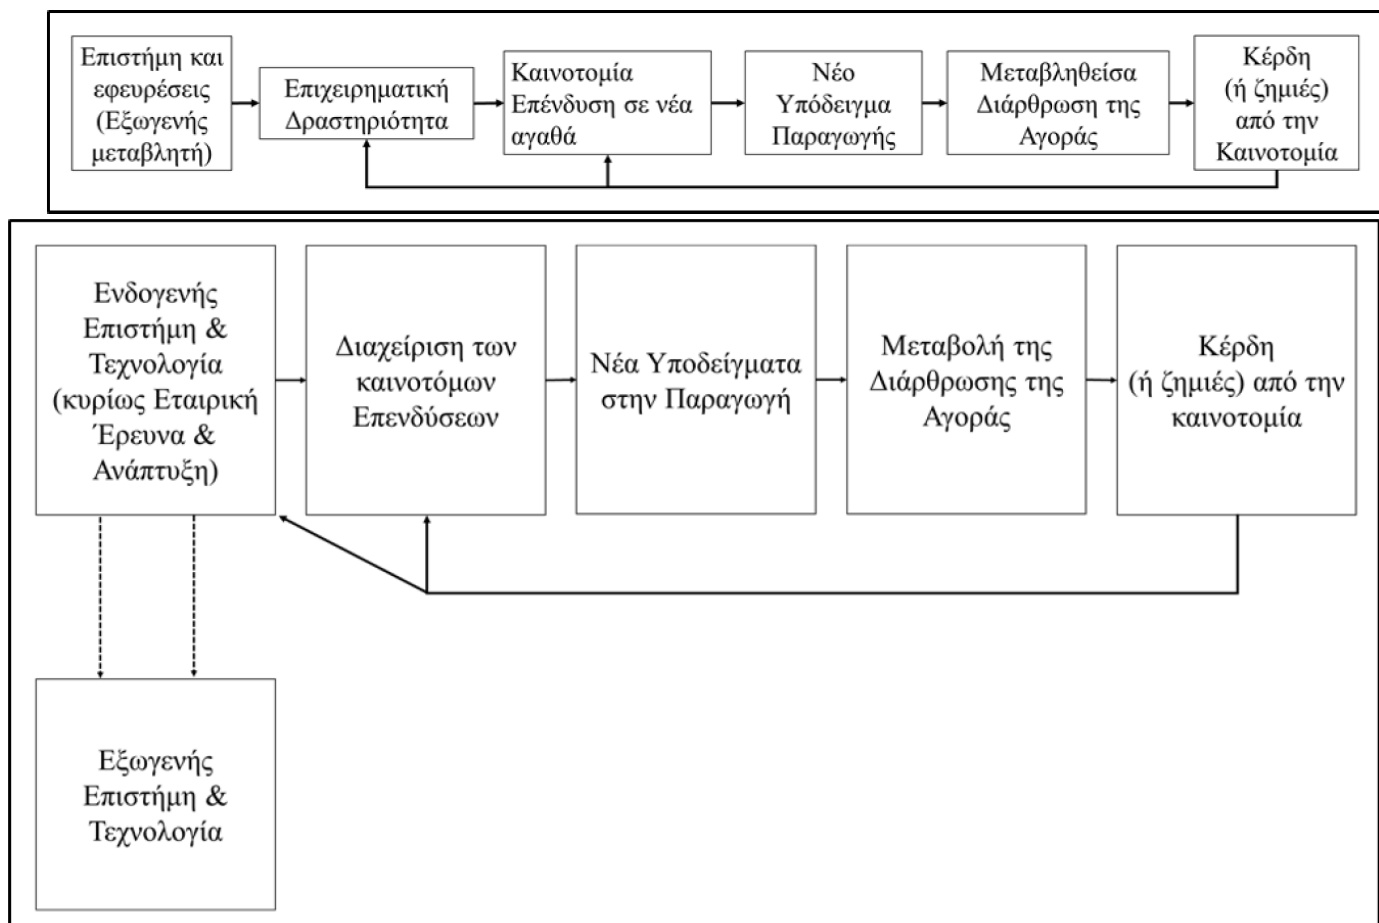 Επιστήμη και
εφευρέσεις
(Εξωγενής
μεταβλητή)
Επιχειρηματική
Δραστηριότητα
Καινοτομία
Επένδυση σε νέα
αγαθά
Νέο
Υπόδειγμα
Παραγωγής
Μεταβληθείσα
Διάρθρωση της
Αγοράς
Κέρδη
(ή ζημιές)
από την
Καινοτομία
Ενδογενής
Επιστήμη &
Τεχνολογία
(κυρίως Εταιρική
Έρευνα &
Ανάπτυξη)
Διαχείριση των
καινοτόμων
Επενδύσεων
Νέα Υποδείγματα
στην Παραγωγή
Μεταβολή της
Διάρθρωσης της
Αγοράς
Κέρδη
(ή ζημιές) από την
καινοτομία
Εξωγενής
Επιστήμη &
Τεχνολογία